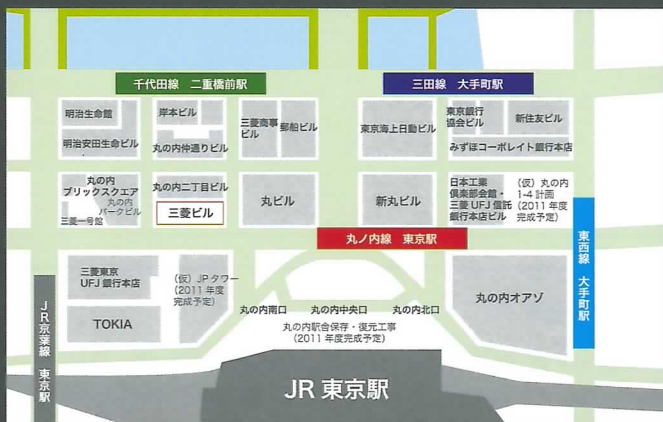 千代田線 二重橋前駅
三田線 大手町駅
明治生命館
明治安田生命ビル
岸本ビル
丸の内仲通りビル
三菱商事
ビル
郵船ビル
東京海上日動ビル
東京銀行
協会ビル
新住友ビル
みずほコーポレイト銀行本店
丸の内
ブリックスクエア
丸の内
パークビル
三菱一号館
丸の内二丁目ビル
三菱ビル
丸ビル
新丸ビル
日本工業
倶楽部会館・
三菱 UFJ 信託
銀行本店ビル
(仮) 丸の内
1-4 計画
(2011 年度
完成予定)
丸ノ内線 東京駅
東西線 大手町駅
三菱東京
UFJ 銀行本店
TOKIA
(仮) JP タワー
(2011 年度
完成予定)
丸の内南口
丸の内中央口
丸の内北口
丸の内駅舎保存・復元工事
(2011 年度完成予定)
丸の内オアゾ
JR京葉線 東京駅
JR 東京駅